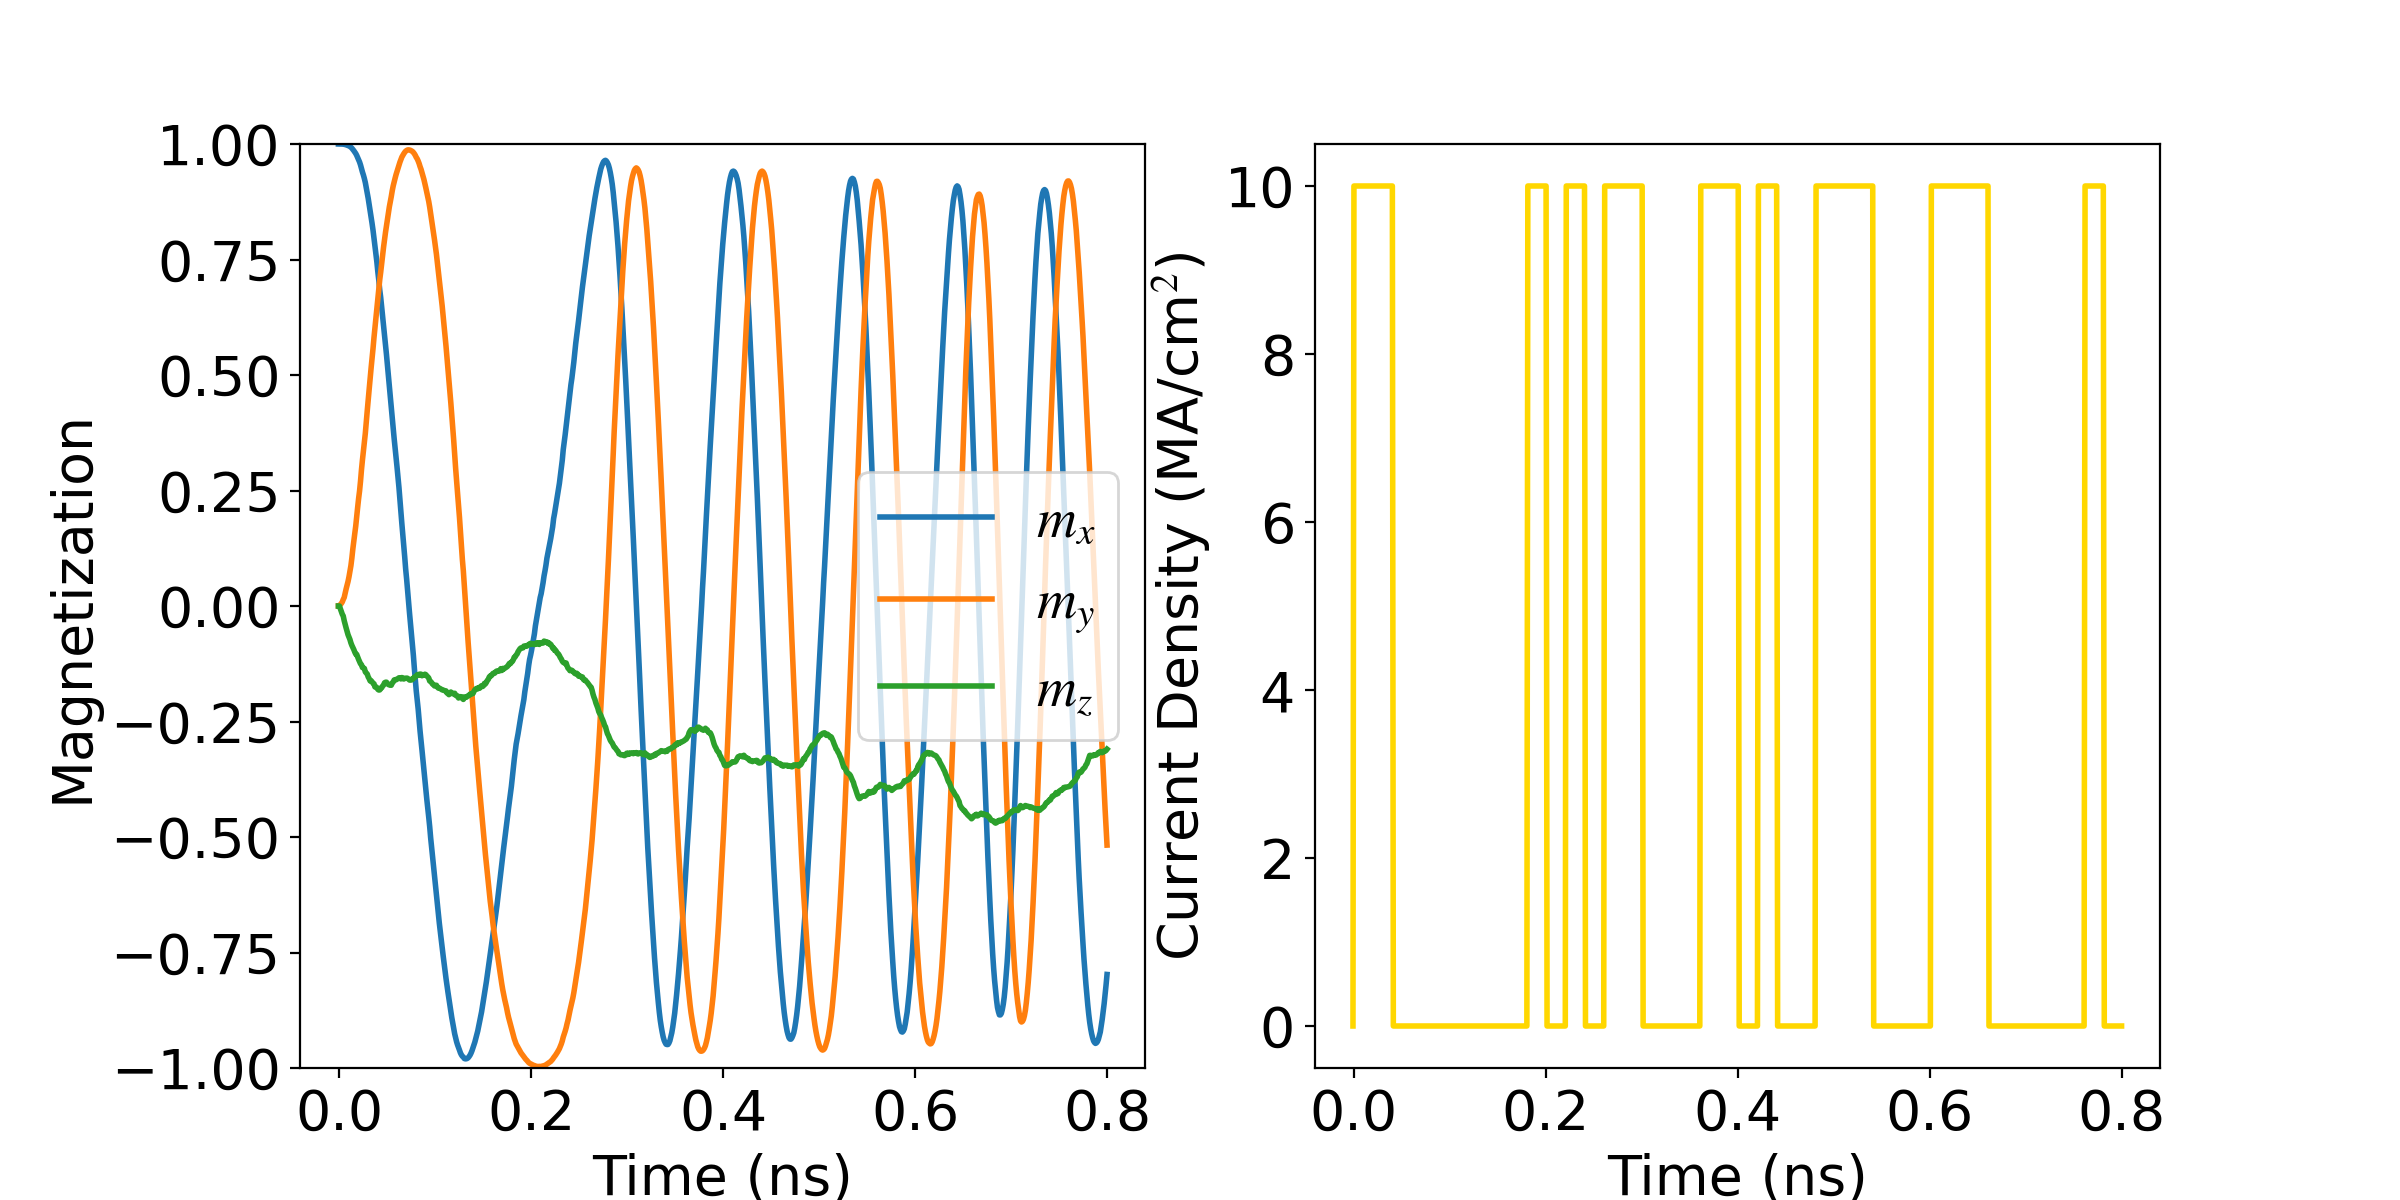 1.00
0.75
0.50
0.25
0.00
−0.25
−0.50
−0.75
−1.00
Magnetization
0.0 0.2 0.4 0.6 0.8
Time (ns)
m_x
m_y
m_z
10
8
6
4
2
0
Current Density (MA/cm²)
0.0 0.2 0.4 0.6 0.8
Time (ns)